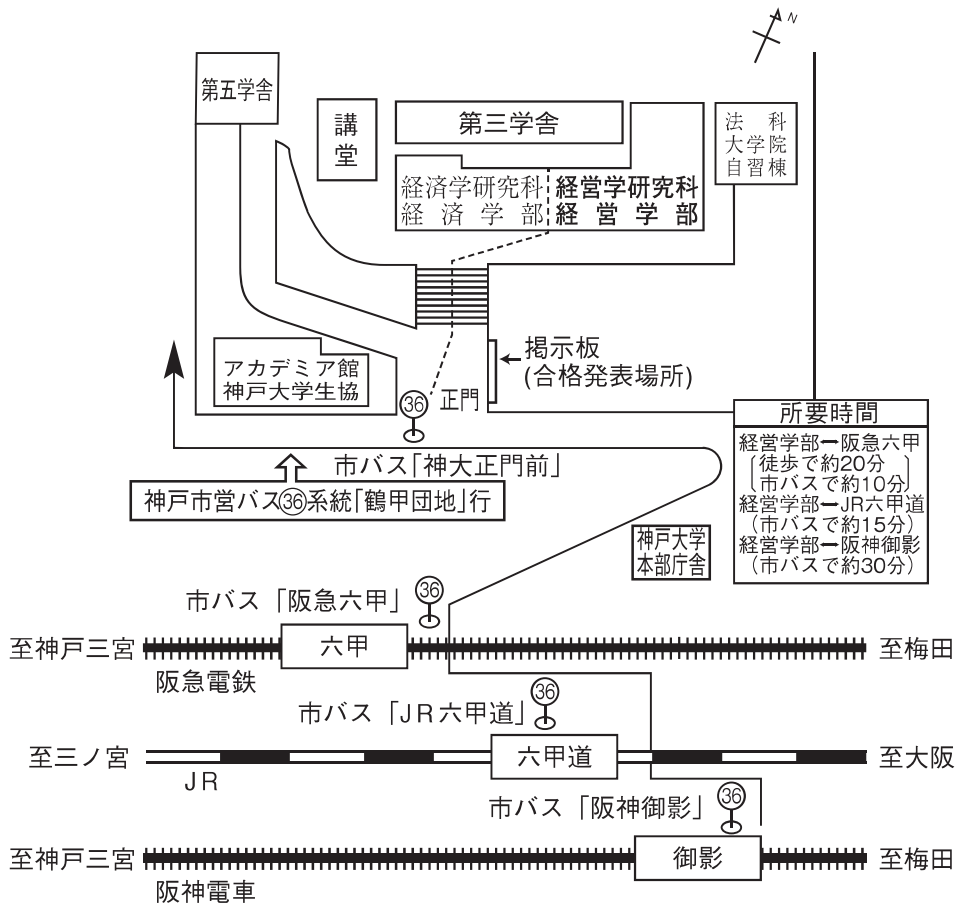 N
第五学舎
講
堂
第三学舎
法科
大学院
自習棟
経済学研究科
経済学部
経営学研究科
経営学部
掲示板
(合格発表場所)
アカデミア館
神戸大学生協
㊱
正門
市バス「神大正門前」
神戸市営バス㊱系統「鶴甲団地」行
所要時間
経営学部ー阪急六甲
徒歩で約20分
市バスで約10分
経営学部ーJR六甲道
(市バスで約15分)
経営学部ー阪神御影
(市バスで約30分)
神戸大学
本部庁舎
市バス「阪急六甲」
㊱
至神戸三宮
六甲
至梅田
阪急電鉄
市バス「JR六甲道」
㊱
至三ノ宮
六甲道
至大阪
JR
市バス「阪神御影」
㊱
至神戸三宮
御影
至梅田
阪神電車